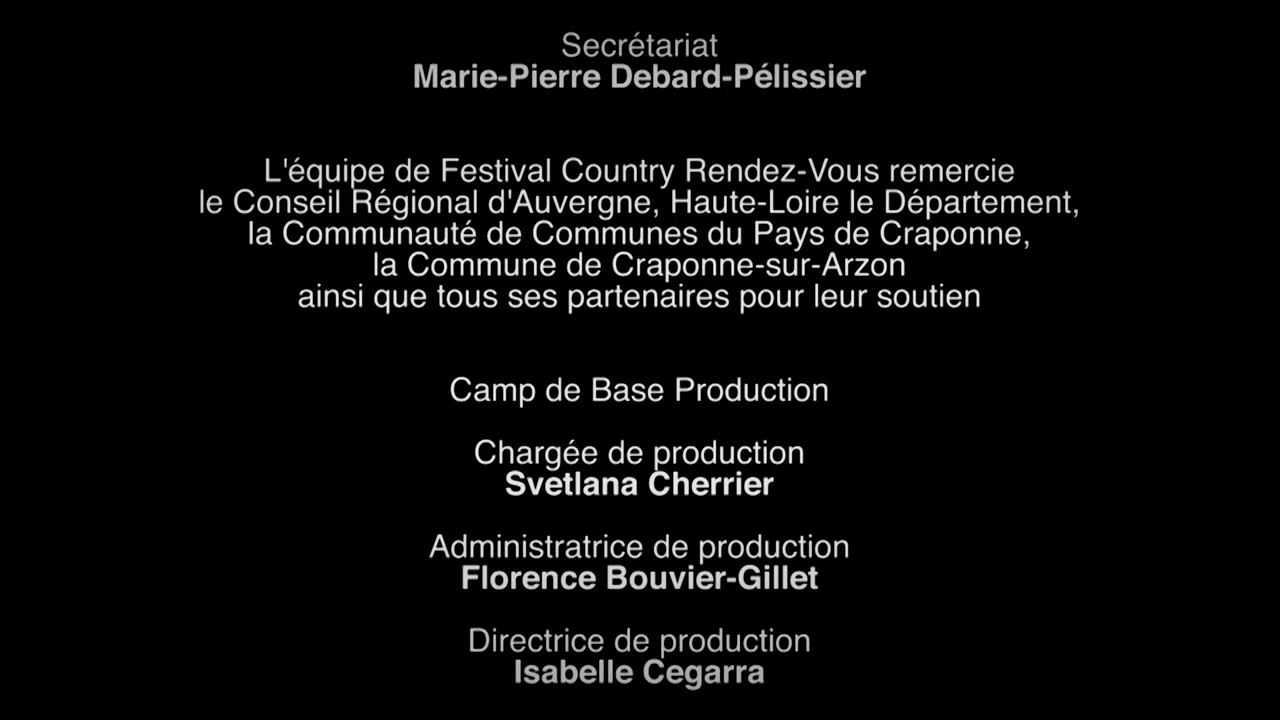 Secrétariat
Marie-Pierre Debard-Pélissier
L'équipe de Festival Country Rendez-Vous remercie
le Conseil Régional d'Auvergne, Haute-Loire le Département,
la Communauté de Communes du Pays de Craponne,
la Commune de Craponne-sur-Arzon
ainsi que tous ses partenaires pour leur soutien
Camp de Base Production
Chargée de production
Svetlana Cherrier
Administratrice de production
Florence Bouvier-Gillet
Directrice de production
Isabelle Cegarra